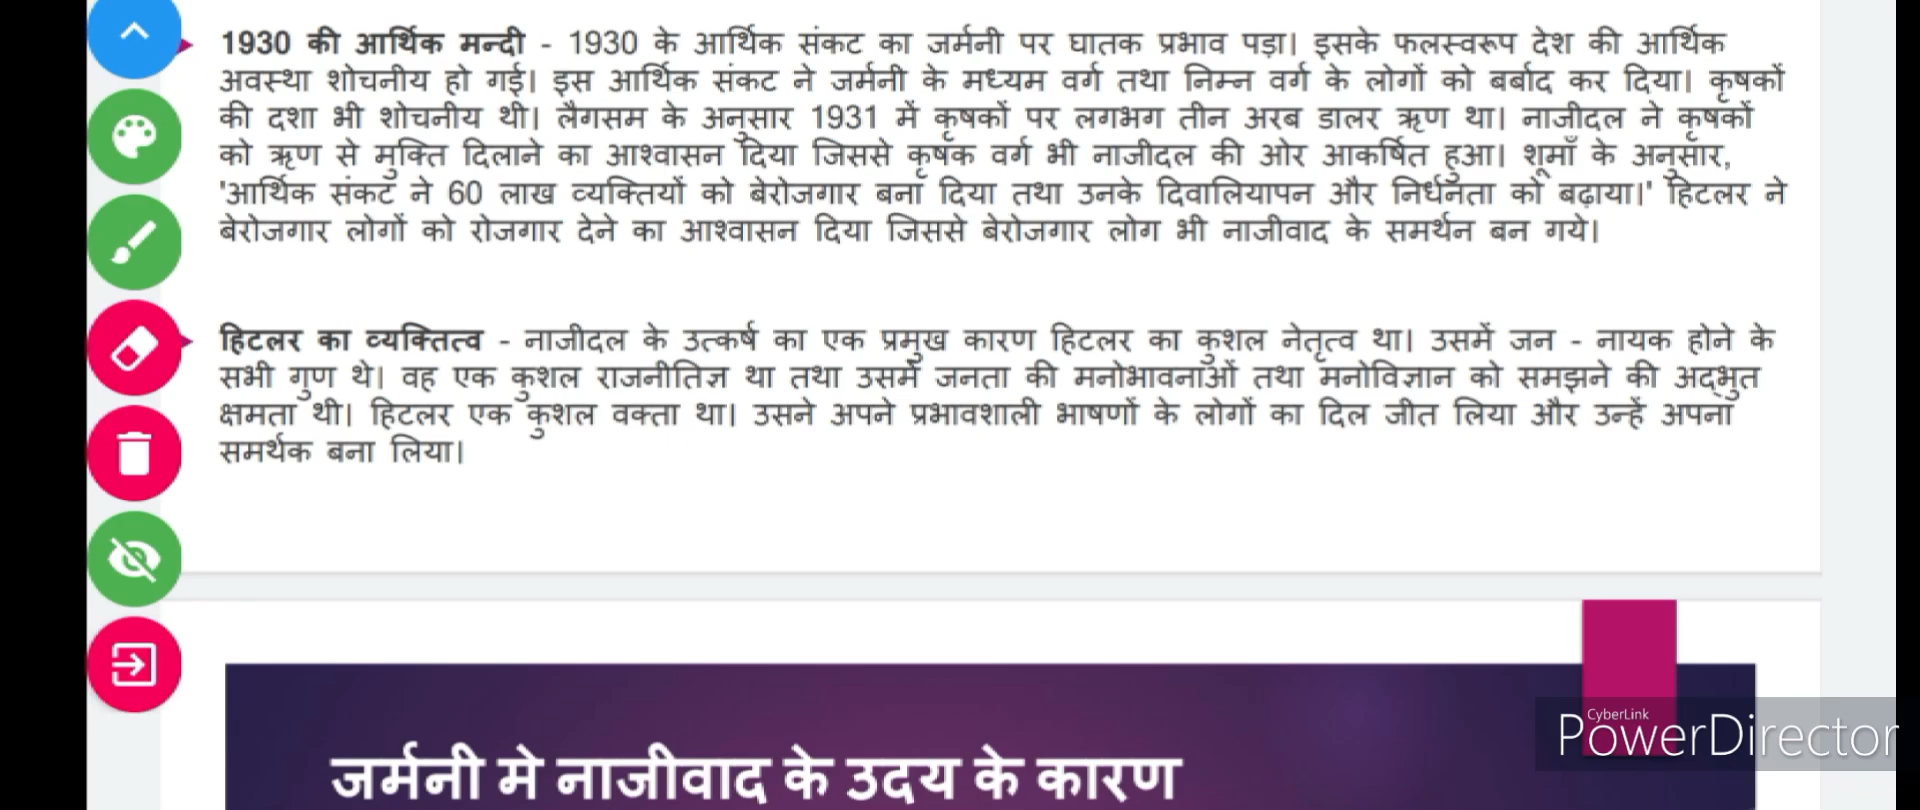 1930 की आर्थिक मन्दी - 1930 के आर्थिक संकट का जर्मनी पर घातक प्रभाव पड़ा। इसके फलस्वरूप देश की आर्थिक
अवस्था शोचनीय हो गई। इस आर्थिक संकट ने जर्मनी के मध्यम वर्ग तथा निम्न वर्ग के लोगों को बर्बाद कर दिया। कृषकों
की दशा भी शोचनीय थी। लैगसम के अनुसार 1931 में कृषकों पर लगभग तीन अरब डालर ऋण था। नाजीदल ने कृषकों
को ऋण से मुक्ति दिलाने का आश्वासन दिया जिससे कृषक वर्ग भी नाजीदल की ओर आकर्षित हुआ। शूमाँ के अनुसार,
'आर्थिक संकट ने 60 लाख व्यक्तियों को बेरोजगार बना दिया तथा उनके दिवालियापन और निर्धनता को बढ़ाया।' हिटलर ने
बेरोजगार लोगों को रोजगार देने का आश्वासन दिया जिससे बेरोजगार लोग भी नाजीवाद के समर्थन बन गये।
हिटलर का व्यक्तित्व - नाजीदल के उत्कर्ष का एक प्रमुख कारण हिटलर का कुशल नेतृत्व था। उसमें जन - नायक होने के
सभी गुण थे। वह एक कुशल राजनीतिज्ञ था तथा उसमें जनता की मनोभावनाओं तथा मनोविज्ञान को समझने की अद्भुत
क्षमता थी। हिटलर एक कुशल वक्ता था। उसने अपने प्रभावशाली भाषणों के लोगों का दिल जीत लिया और उन्हें अपना
समर्थक बना लिया।
CyberLink
PowerDirector
जर्मनी मे नाजीवाद के उदय के कारण